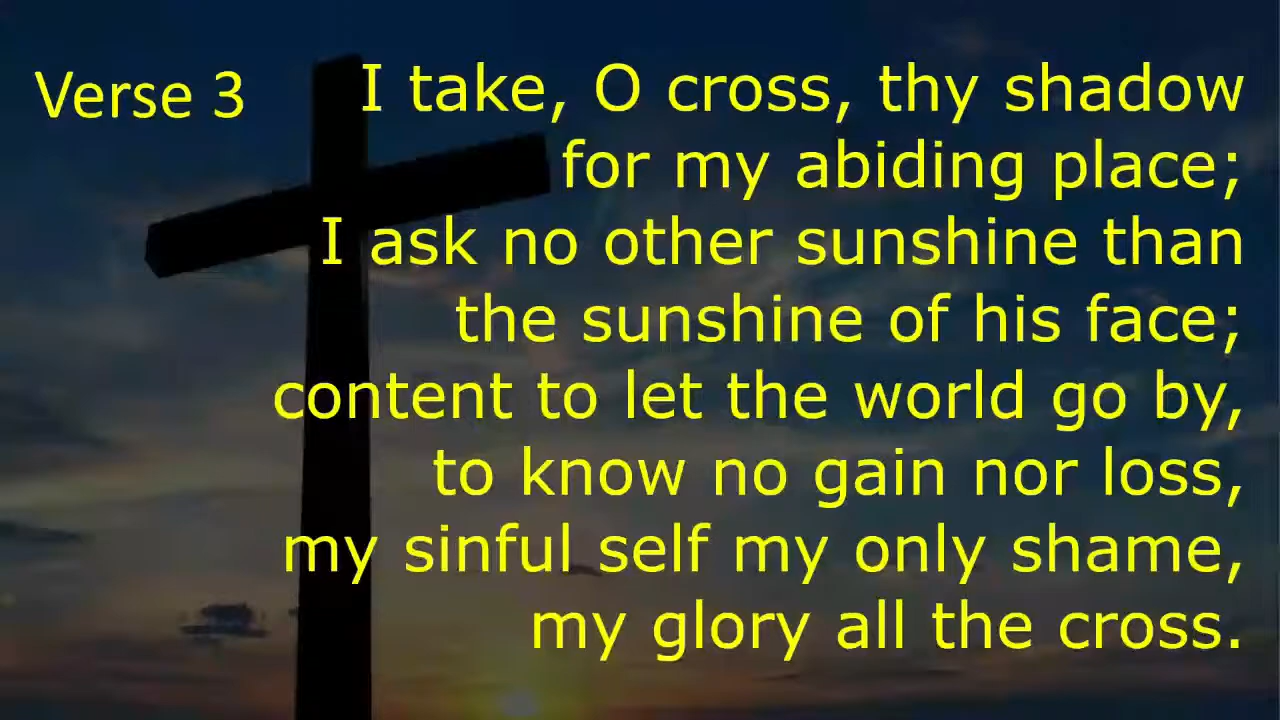 Verse 3
I take, O cross, thy shadow
for my abiding place;
I ask no other sunshine than
the sunshine of his face;
content to let the world go by,
to know no gain nor loss,
my sinful self my only shame,
my glory all the cross.